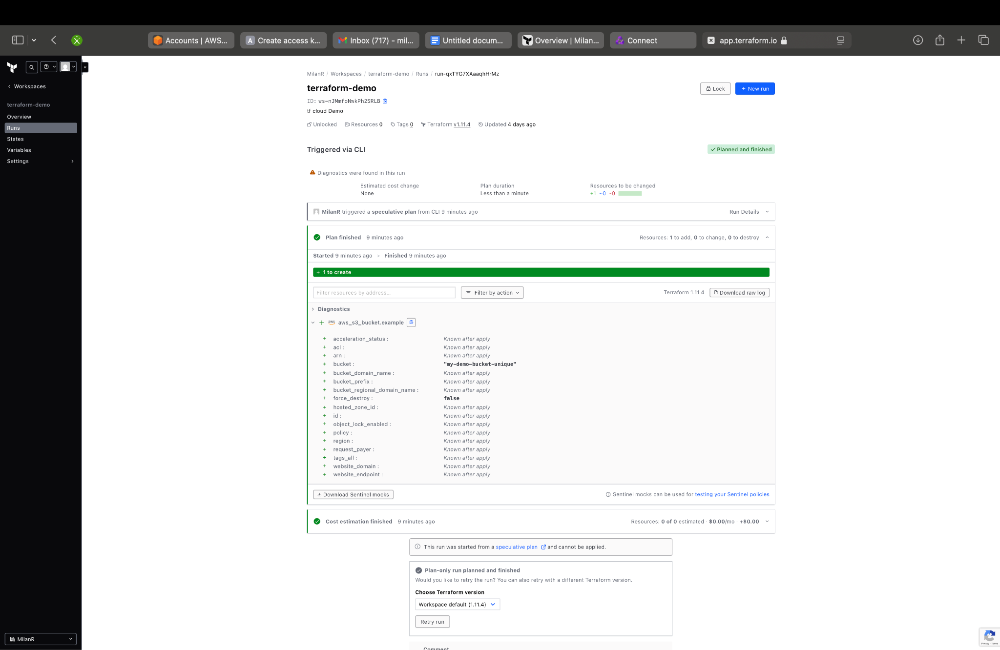 Accounts | AWS...
A Create access k...
Inbox (717) - mil...
Untitled docum...
Overview | Milan...
Connect
app.terraform.io
Workspaces
terraform-demo
Overview
Runs
States
Variables
Settings
MilanR
MilanR / Workspaces / terraform-demo / Runs / run-qxTYG7XAaaqhHrMz
terraform-demo
Lock
+ New run
ID: ws-nJMmfoNwkPh2SRLB
tf cloud Demo
Unlocked Resources 0 Tags 0 Terraform v1.11.4 Updated 4 days ago
Triggered via CLI
Planned and finished
Diagnostics were found in this run
Estimated cost change Plan duration Resources to be changed
None Less than a minute +1 ~0 -0
MilanR triggered a speculative plan from CLI 9 minutes ago Run Details
Plan finished 9 minutes ago Resources: 1 to add, 0 to change, 0 to destroy
Started 9 minutes ago > Finished 9 minutes ago
+ 1 to create
Filter resources by address... Filter by action Terraform 1.11.4 Download raw log
Diagnostics
+ aws aws_s3_bucket.example
+ acceleration_status : Known after apply
+ acl : Known after apply
+ arn : Known after apply
+ bucket : "my-demo-bucket-unique"
+ bucket_domain_name : Known after apply
+ bucket_prefix : Known after apply
+ bucket_regional_domain_name : Known after apply
+ force_destroy : false
+ hosted_zone_id : Known after apply
+ id : Known after apply
+ object_lock_enabled : Known after apply
+ policy : Known after apply
+ region : Known after apply
+ request_payer : Known after apply
+ tags_all : Known after apply
+ website_domain : Known after apply
+ website_endpoint : Known after apply
Download Sentinel mocks Sentinel mocks can be used for testing your Sentinel policies
Cost estimation finished 9 minutes ago Resources: 0 of 0 estimated · $0.00/mo · +$0.00
This run was started from a speculative plan and cannot be applied.
Plan-only run planned and finished
Would you like to retry the run? You can also retry with a different Terraform version.
Choose Terraform version
Workspace default (1.11.4)
Retry run
Comment
Privacy - Terms